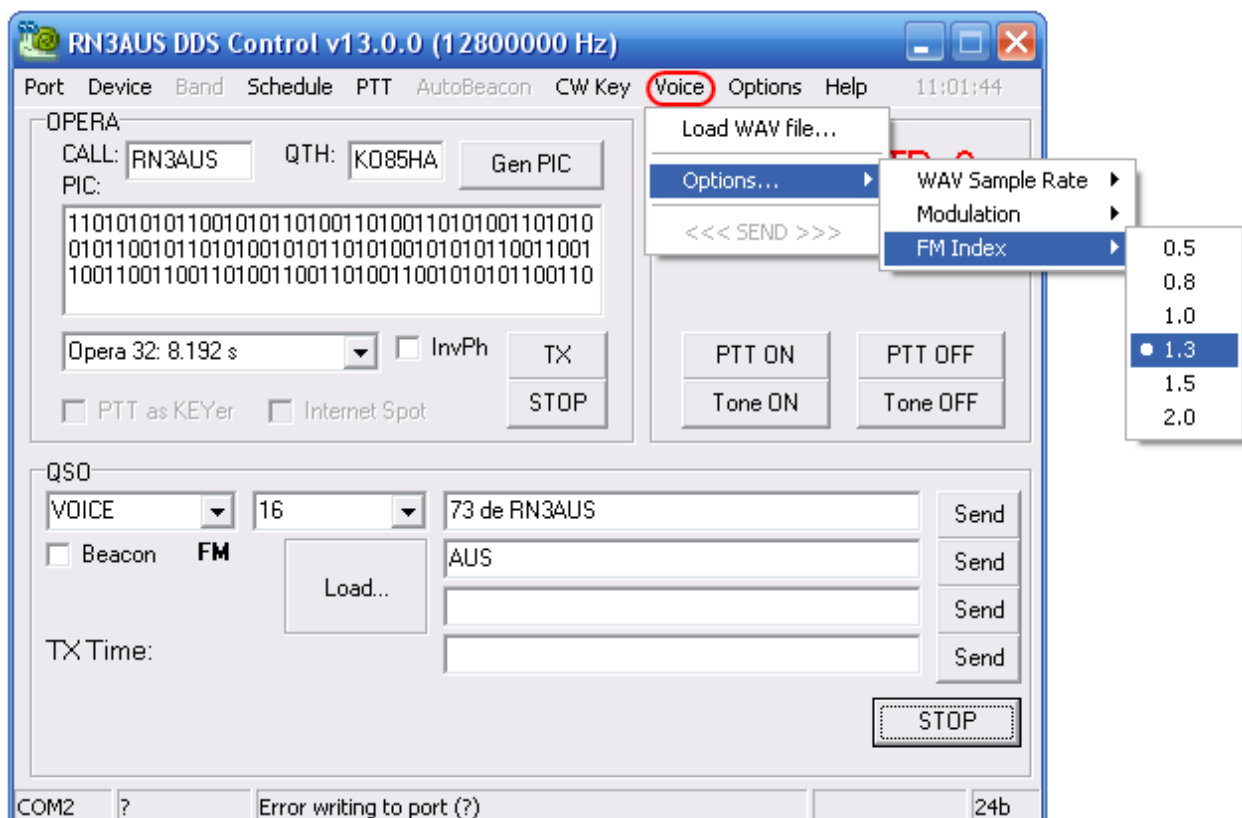 RN3AUS DDS Control v13.0.0 (12800000 Hz)
Port Device Band Schedule PTT AutoBeacon CW Key Voice Options Help 11:01:44
OPERA
CALL: RN3AUS QTH: KO85HA Gen PIC
PIC:
11010101011001010110100110100110101001101010
010110010110101001010110101001010101100110 01
100110011001101001100110100110010101011 00110
Opera 32: 8.192 s InvPh TX
PTT as KEYer Internet Spot STOP
Load WAV file...
Options...
<<< SEND >>>
WAV Sample Rate
Modulation
FM Index
0.5
0.8
1.0
1.3
1.5
2.0
PTT ON PTT OFF
Tone ON Tone OFF
QSO
VOICE 16 73 de RN3AUS Send
Beacon FM Load... AUS Send
Send
TX Time: Send
STOP
COM2 ? Error writing to port (?) 24b